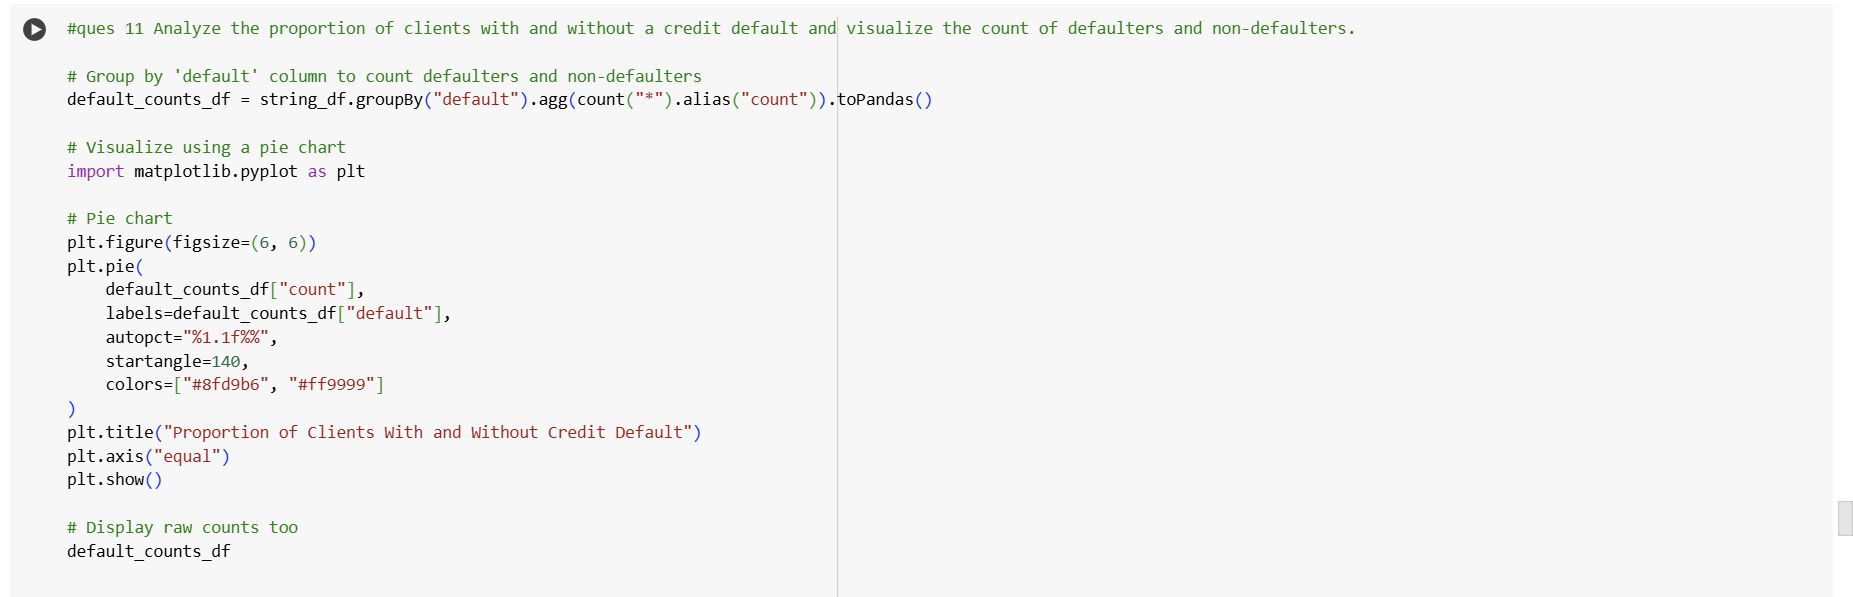 #ques 11 Analyze the proportion of clients with and without a credit default and visualize the count of defaulters and non-defaulters.
# Group by 'default' column to count defaulters and non-defaulters
default_counts_df = string_df.groupBy("default").agg(count("*").alias("count")).toPandas()
# Visualize using a pie chart
import matplotlib.pyplot as plt
# Pie chart
plt.figure(figsize=(6, 6))
plt.pie(
    default_counts_df["count"],
    labels=default_counts_df["default"],
    autopct="%1.1f%%",
    startangle=140,
    colors=["#8fd9b6", "#ff9999"]
)
plt.title("Proportion of Clients With and Without Credit Default")
plt.axis("equal")
plt.show()
# Display raw counts too
default_counts_df